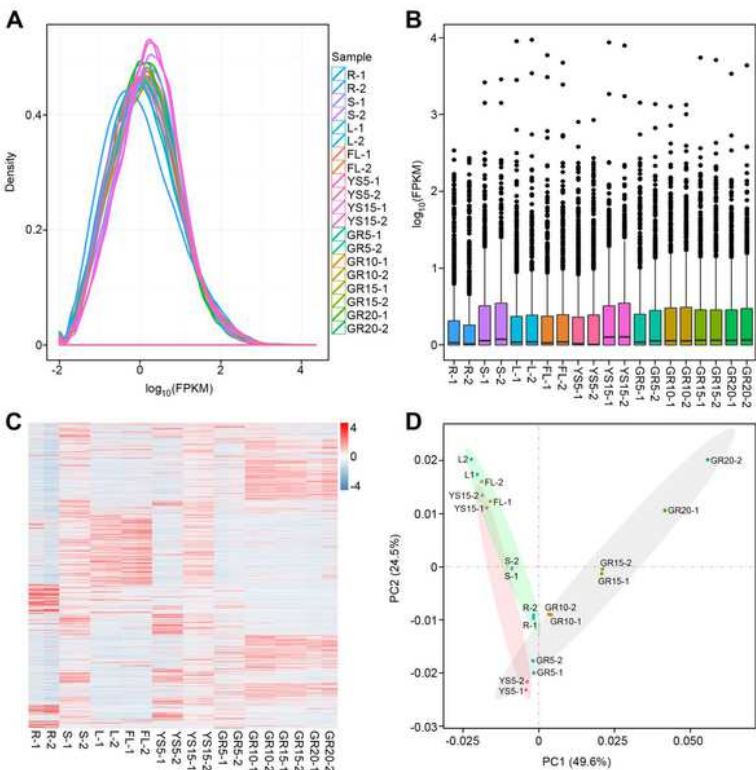 A
Density
0.4
0.2
0
-2
0
2
4
log10(FPKM)
Sample
R-1
R-2
S-1
S-2
L-1
L-2
FL-1
FL-2
YS5-1
YS5-2
YS15-1
YS15-2
GR5-1
GR5-2
GR10-1
GR10-2
GR15-1
GR15-2
GR20-1
GR20-2
B
log10(FPKM)
4
3
2
1
0
R-1
R-2
S-1
S-2
L-1
L-2
FL-1
FL-2
YS5-1
YS5-2
YS15-1
YS15-2
GR5-1
GR5-2
GR10-1
GR10-2
GR15-1
GR15-2
GR20-1
GR20-2
C
4
2
0
-2
-4
R-1
R-2
S-1
S-2
L-1
L-2
FL-1
FL-2
YS5-1
YS5-2
YS15-1
YS15-2
GR5-1
GR5-2
GR10-1
GR10-2
GR15-1
GR15-2
GR20-1
GR20-2
D
PC2 (24.5%)
0.02
0.01
0
-0.01
-0.02
-0.03
L2
L1
FL-2
YS15-2
FL-1
YS15-1
S-2
S-1
R-2
R-1
GR10-2
GR10-1
GR5-2
GR5-1
YS5-2
YS5-1
GR15-2
GR15-1
GR20-1
GR20-2
-0.025
0
0.025
0.050
PC1 (49.6%)